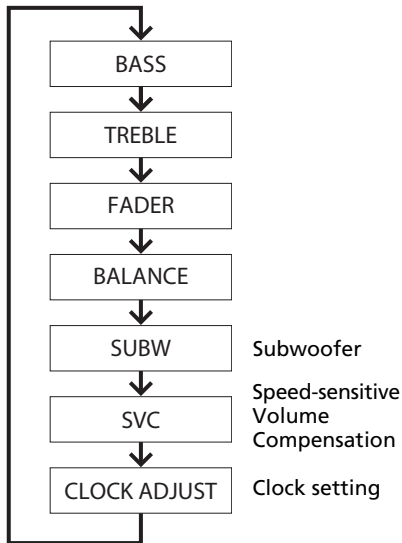 BASS
TREBLE
FADER
BALANCE
SUBW
Subwoofer
SVC
Speed-sensitive
Volume
Compensation
CLOCK ADJUST
Clock setting